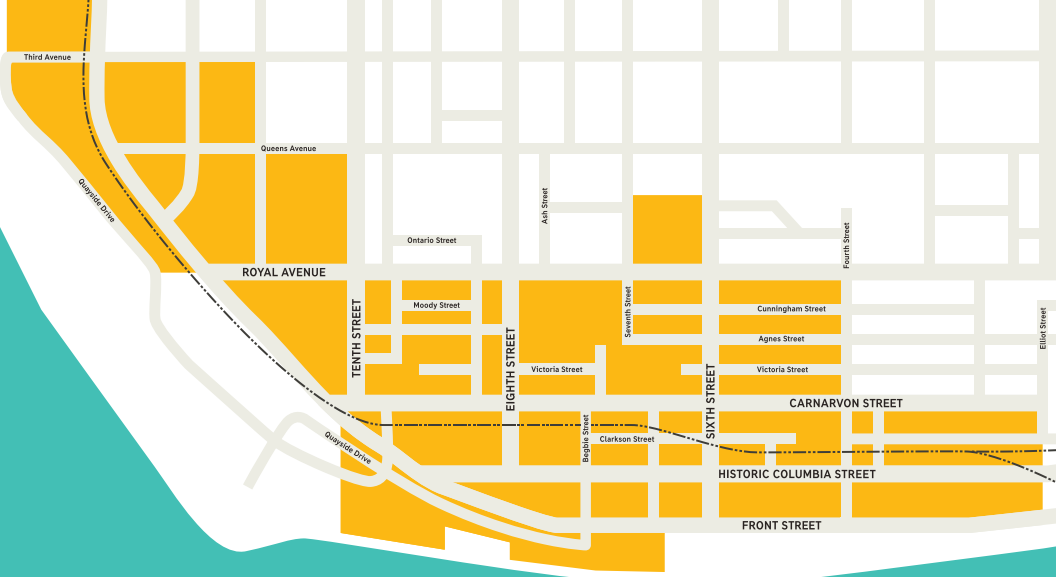 Third Avenue
Queens Avenue
Quayside Drive
Ash Street
Ontario Street
Fourth Street
ROYAL AVENUE
Moody Street
Seventh Street
Cunningham Street
Elliot Street
TENTH STREET
Agnes Street
EIGHTH STREET
Victoria Street
Victoria Street
SIXTH STREET
CARNARVON STREET
Begbie Street
Clarkson Street
Quayside Drive
HISTORIC COLUMBIA STREET
FRONT STREET